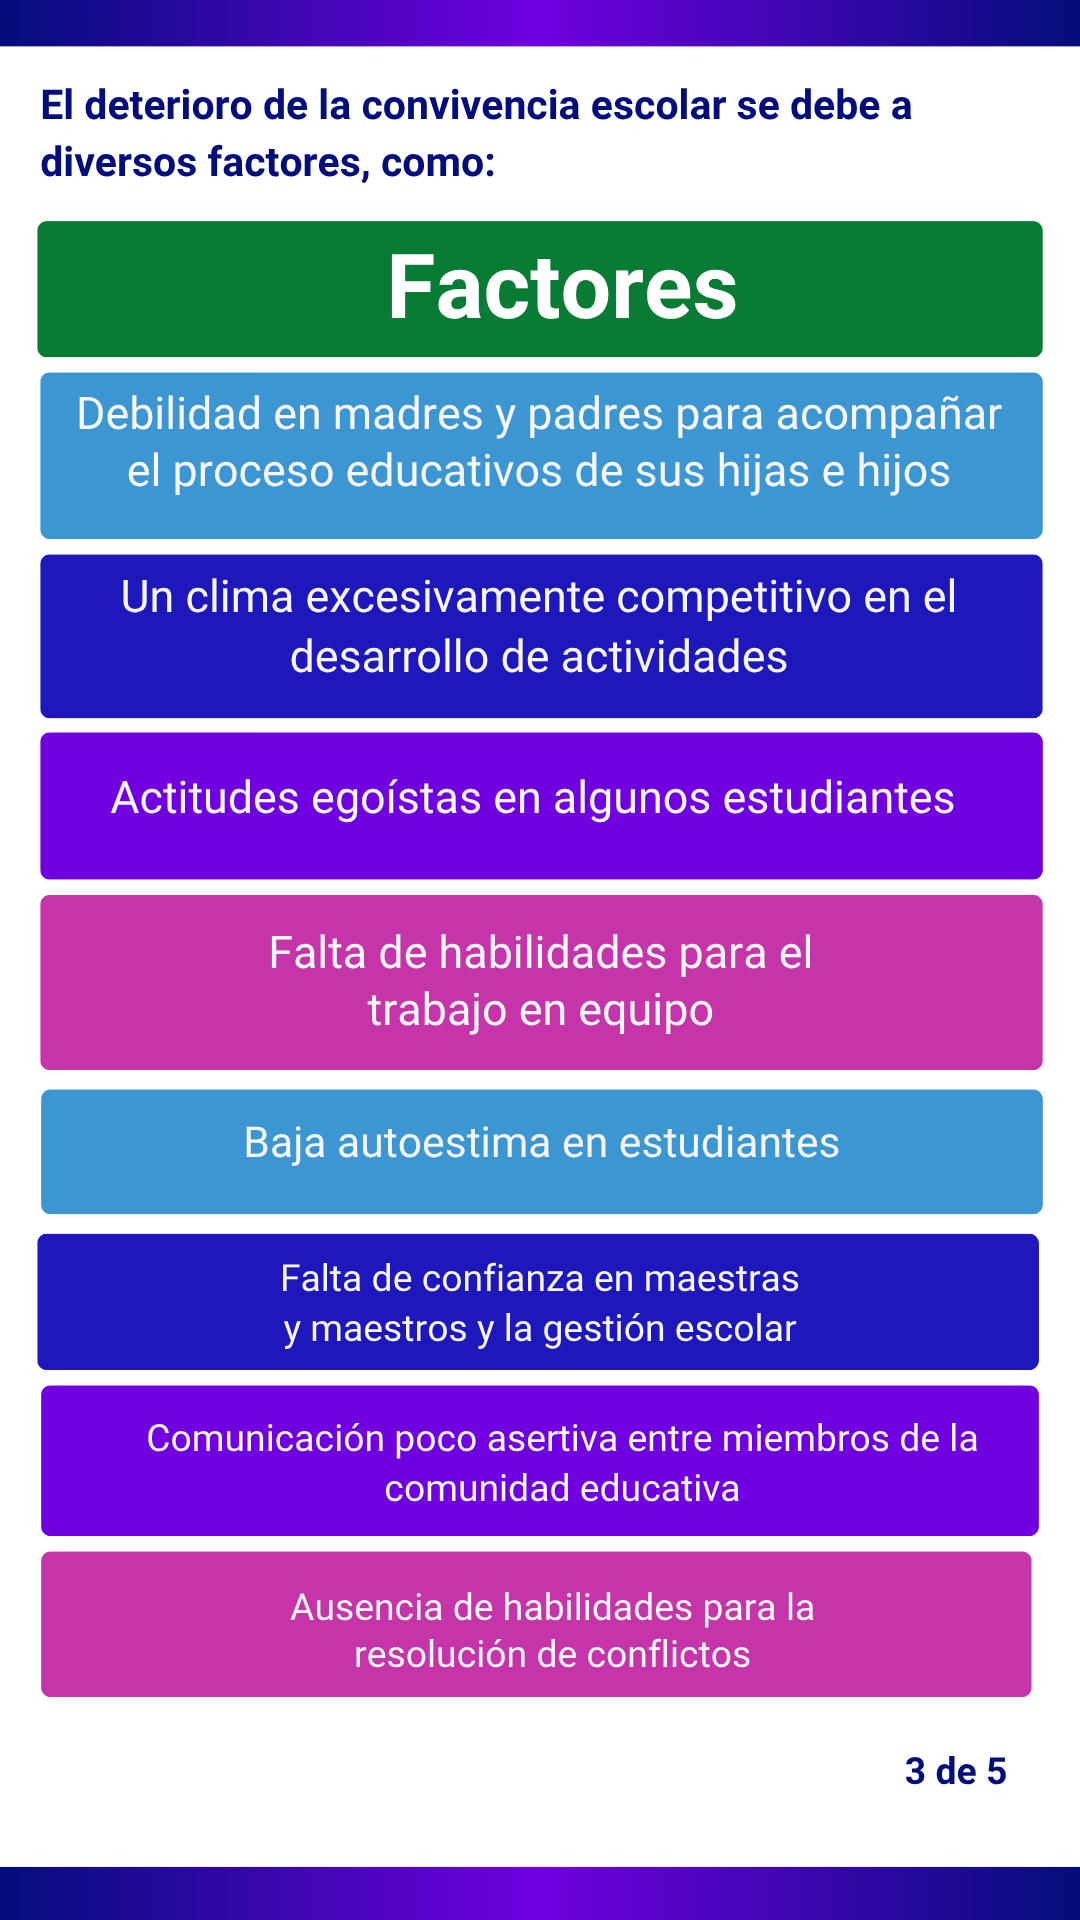 El deterioro de la convivencia escolar se debe a
diversos factores, como:
Factores
Debilidad en madres y padres para acompañar
el proceso educativos de sus hijas e hijos
Un clima excesivamente competitivo en el
desarrollo de actividades
Actitudes egoístas en algunos estudiantes
Falta de habilidades para el
trabajo en equipo
Baja autoestima en estudiantes
Falta de confianza en maestras
y maestros y la gestión escolar
Comunicación poco asertiva entre miembros de la
comunidad educativa
Ausencia de habilidades para la
resolución de conflictos
3 de 5